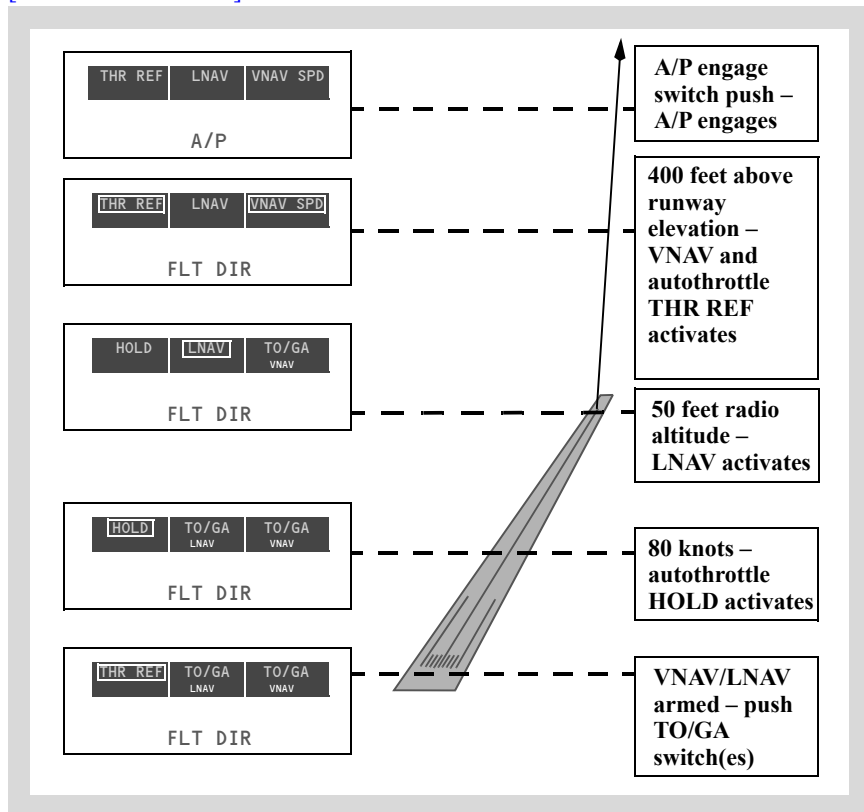 THR REF LNAV VNAV SPD
A/P
A/P engage
switch push –
A/P engages
THR REF LNAV VNAV SPD
FLT DIR
400 feet above
runway
elevation –
VNAV and
autothrottle
THR REF
activates
HOLD LNAV TO/GA
VNAV
FLT DIR
50 feet radio
altitude –
LNAV activates
HOLD TO/GA TO/GA
LNAV VNAV
FLT DIR
80 knots –
autothrottle
HOLD activates
THR REF TO/GA TO/GA
LNAV VNAV
FLT DIR
VNAV/LNAV
armed – push
TO/GA
switch(es)